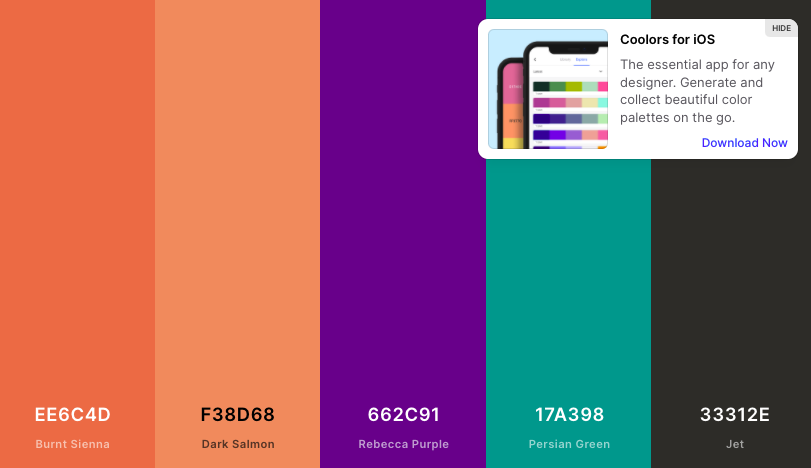 HIDE
Coolors for iOS
The essential app for any
designer. Generate and
collect beautiful color
palettes on the go.
Download Now
EE6C4D
F38D68
662C91
17A398
33312E
Burnt Sienna
Dark Salmon
Rebecca Purple
Persian Green
Jet